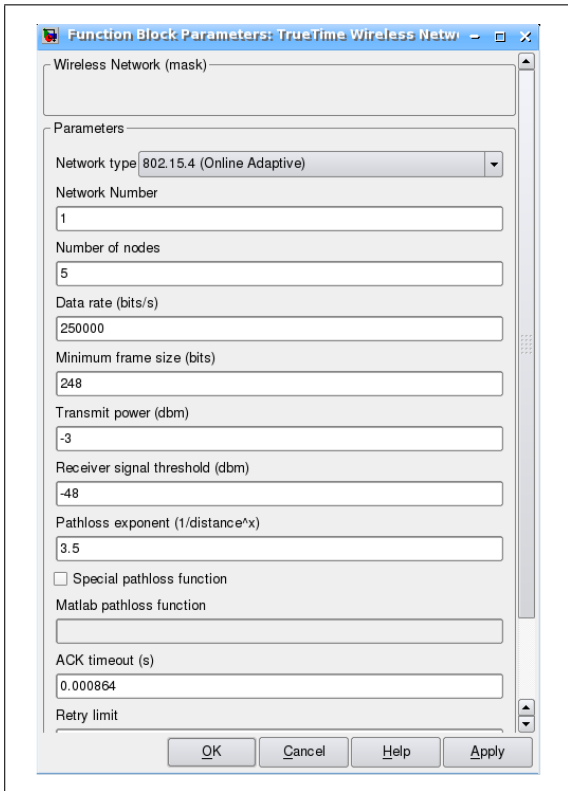 Function Block Parameters: TrueTime Wireless Netw
Wireless Network (mask)
Parameters
Network type 802.15.4 (Online Adaptive)
Network Number
1
Number of nodes
5
Data rate (bits/s)
250000
Minimum frame size (bits)
248
Transmit power (dbm)
-3
Receiver signal threshold (dbm)
-48
Pathloss exponent (1/distance^x)
3.5
Special pathloss function
Matlab pathloss function
ACK timeout (s)
0.000864
Retry limit
OK Cancel Help Apply